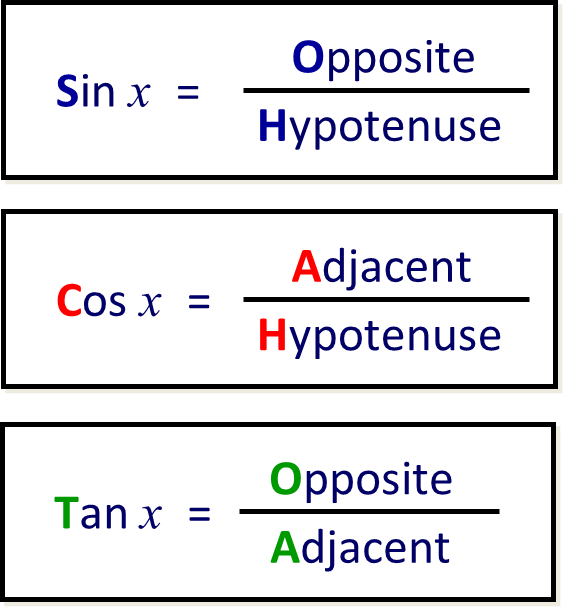 Opposite
Sin x =
Hypotenuse
Adjacent
Cos x =
Hypotenuse
Opposite
Tan x =
Adjacent